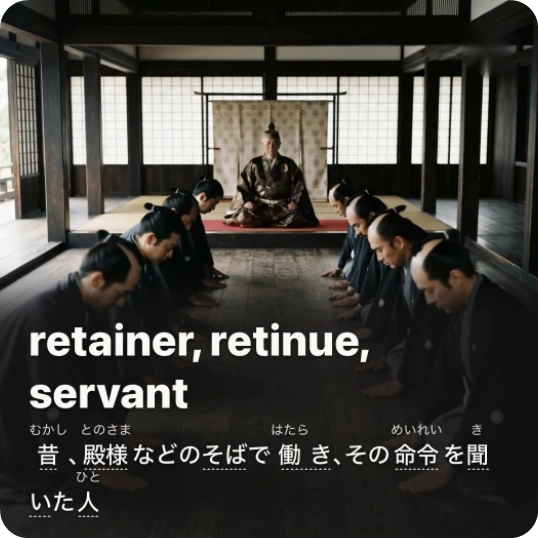 retainer, retinue,
servant
むかし とのさま はたら めいれい き
昔、殿様などのそばで働き、その命令を聞
ひと
いた人